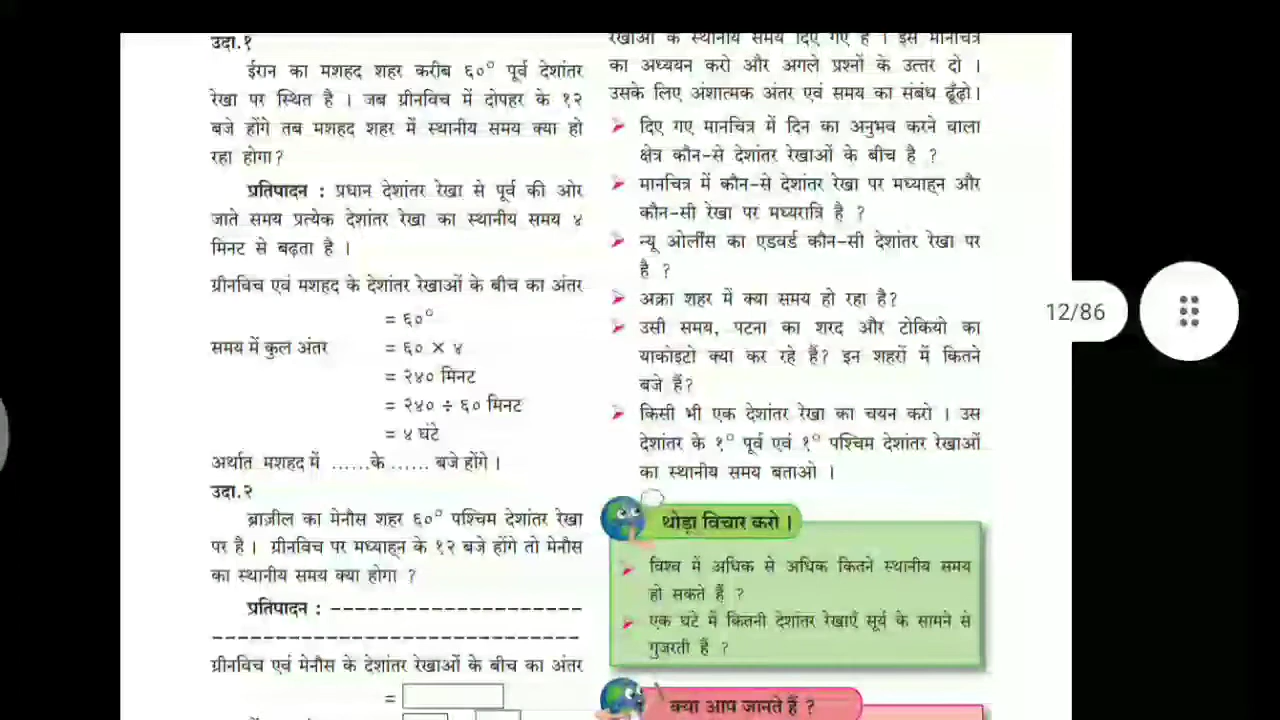 उदा.१
ईरान का मशहद शहर करीब ६०° पूर्व देशांतर
रेखा पर स्थित है । जब ग्रीनविच में दोपहर के १२
बजे होंगे तब मशहद शहर में स्थानीय समय क्या हो
रहा होगा?
प्रतिपादन : प्रधान देशांतर रेखा से पूर्व की ओर
जाते समय प्रत्येक देशांतर रेखा का स्थानीय समय ४
मिनट से बढ़ता है ।
ग्रीनविच एवं मशहद के देशांतर रेखाओं के बीच का अंतर
= ६०°
समय में कुल अंतर = ६० × ४
= २४० मिनट
= २४० ÷ ६० मिनट
= ४ घंटे
अर्थात मशहद में ......के ...... बजे होंगे ।
उदा.२
ब्राज़ील का मेनौस शहर ६०° पश्चिम देशांतर रेखा
पर है । ग्रीनविच पर मध्याह्न के १२ बजे होंगे तो मेनौस
का स्थानीय समय क्या होगा ?
प्रतिपादन : ---------------------
-------------------------------
ग्रीनविच एवं मेनौस के देशांतर रेखाओं के बीच का अंतर
=
रेखाओं के स्थानीय समय दिए गए हैं । इस मानचित्र
का अध्ययन करो और अगले प्रश्नों के उत्तर दो ।
उसके लिए अंशात्मक अंतर एवं समय का संबंध ढूँढ़ो।
➤ दिए गए मानचित्र में दिन का अनुभव करने वाला
क्षेत्र कौन-से देशांतर रेखाओं के बीच है ?
➤ मानचित्र में कौन-से देशांतर रेखा पर मध्याह्न और
कौन-सी रेखा पर मध्यरात्रि है ?
➤ न्यू ओर्लीस का एडवर्ड कौन-सी देशांतर रेखा पर
है ?
➤ अक्रा शहर में क्या समय हो रहा है?
➤ उसी समय, पटना का शरद और टोकियो का
याकोइटो क्या कर रहे हैं? इन शहरों में कितने
बजे हैं?
➤ किसी भी एक देशांतर रेखा का चयन करो । उस
देशांतर के १° पूर्व एवं १° पश्चिम देशांतर रेखाओं
का स्थानीय समय बताओ ।
थोड़ा विचार करो ।
➤ विश्व में अधिक से अधिक कितने स्थानीय समय
हो सकते हैं ?
➤ एक घंटे में कितनी देशांतर रेखाएँ सूर्य के सामने से
गुजरती हैं ?
क्या आप जानते हैं ?
12/86